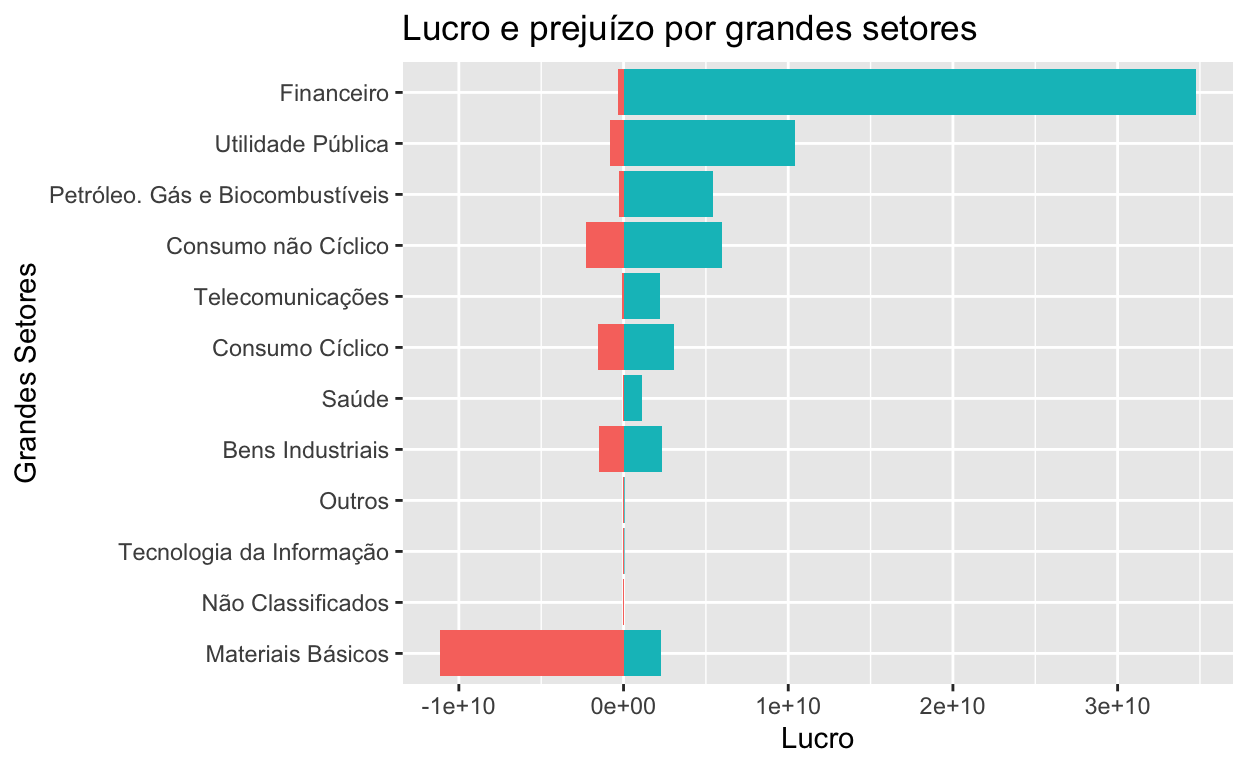 Lucro e prejuízo por grandes setores
Grandes Setores
Financeiro
Utilidade Pública
Petróleo. Gás e Biocombustíveis
Consumo não Cíclico
Telecomunicações
Consumo Cíclico
Saúde
Bens Industriais
Outros
Tecnologia da Informação
Não Classificados
Materiais Básicos
-1e+10 0e+00 1e+10 2e+10 3e+10
Lucro